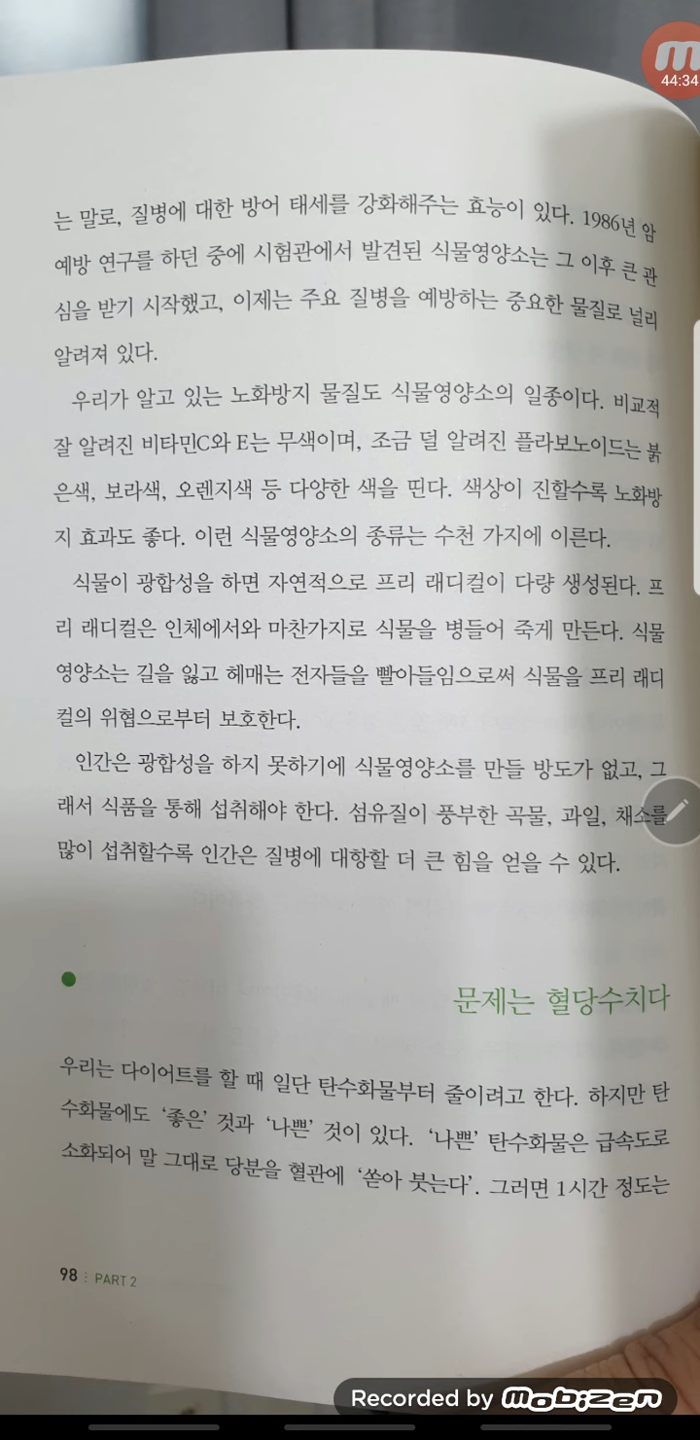 44:34
는 말로, 질병에 대한 방어 태세를 강화해주는 효능이 있다. 1986년 암
예방 연구를 하던 중에 시험관에서 발견된 식물영양소는 그 이후 큰 관
심을 받기 시작했고, 이제는 주요 질병을 예방하는 중요한 물질로 널리
알려져 있다.
우리가 알고 있는 노화방지 물질도 식물영양소의 일종이다. 비교적
잘 알려진 비타민C와 E는 무색이며, 조금 덜 알려진 플라보노이드는 붉
은색, 보라색, 오렌지색 등 다양한 색을 띤다. 색상이 진할수록 노화방
지 효과도 좋다. 이런 식물영양소의 종류는 수천 가지에 이른다.
식물이 광합성을 하면 자연적으로 프리 래디컬이 다량 생성된다. 프
리 래디컬은 인체에서와 마찬가지로 식물을 병들어 죽게 만든다. 식물
영양소는 길을 잃고 헤매는 전자들을 빨아들임으로써 식물을 프리 래디
컬의 위협으로부터 보호한다.
인간은 광합성을 하지 못하기에 식물영양소를 만들 방도가 없고, 그
래서 식품을 통해 섭취해야 한다. 섬유질이 풍부한 곡물, 과일, 채소를
많이 섭취할수록 인간은 질병에 대항할 더 큰 힘을 얻을 수 있다.
문제는 혈당수치다
우리는 다이어트를 할 때 일단 탄수화물부터 줄이려고 한다. 하지만 탄
수화물에도 ‘좋은’ 것과 ‘나쁜’ 것이 있다. ‘나쁜’ 탄수화물은 급속도로
소화되어 말 그대로 당분을 혈관에 ‘쏟아 붓는다’. 그러면 1시간 정도는
98 ⋮ PART 2
Recorded by mobizen